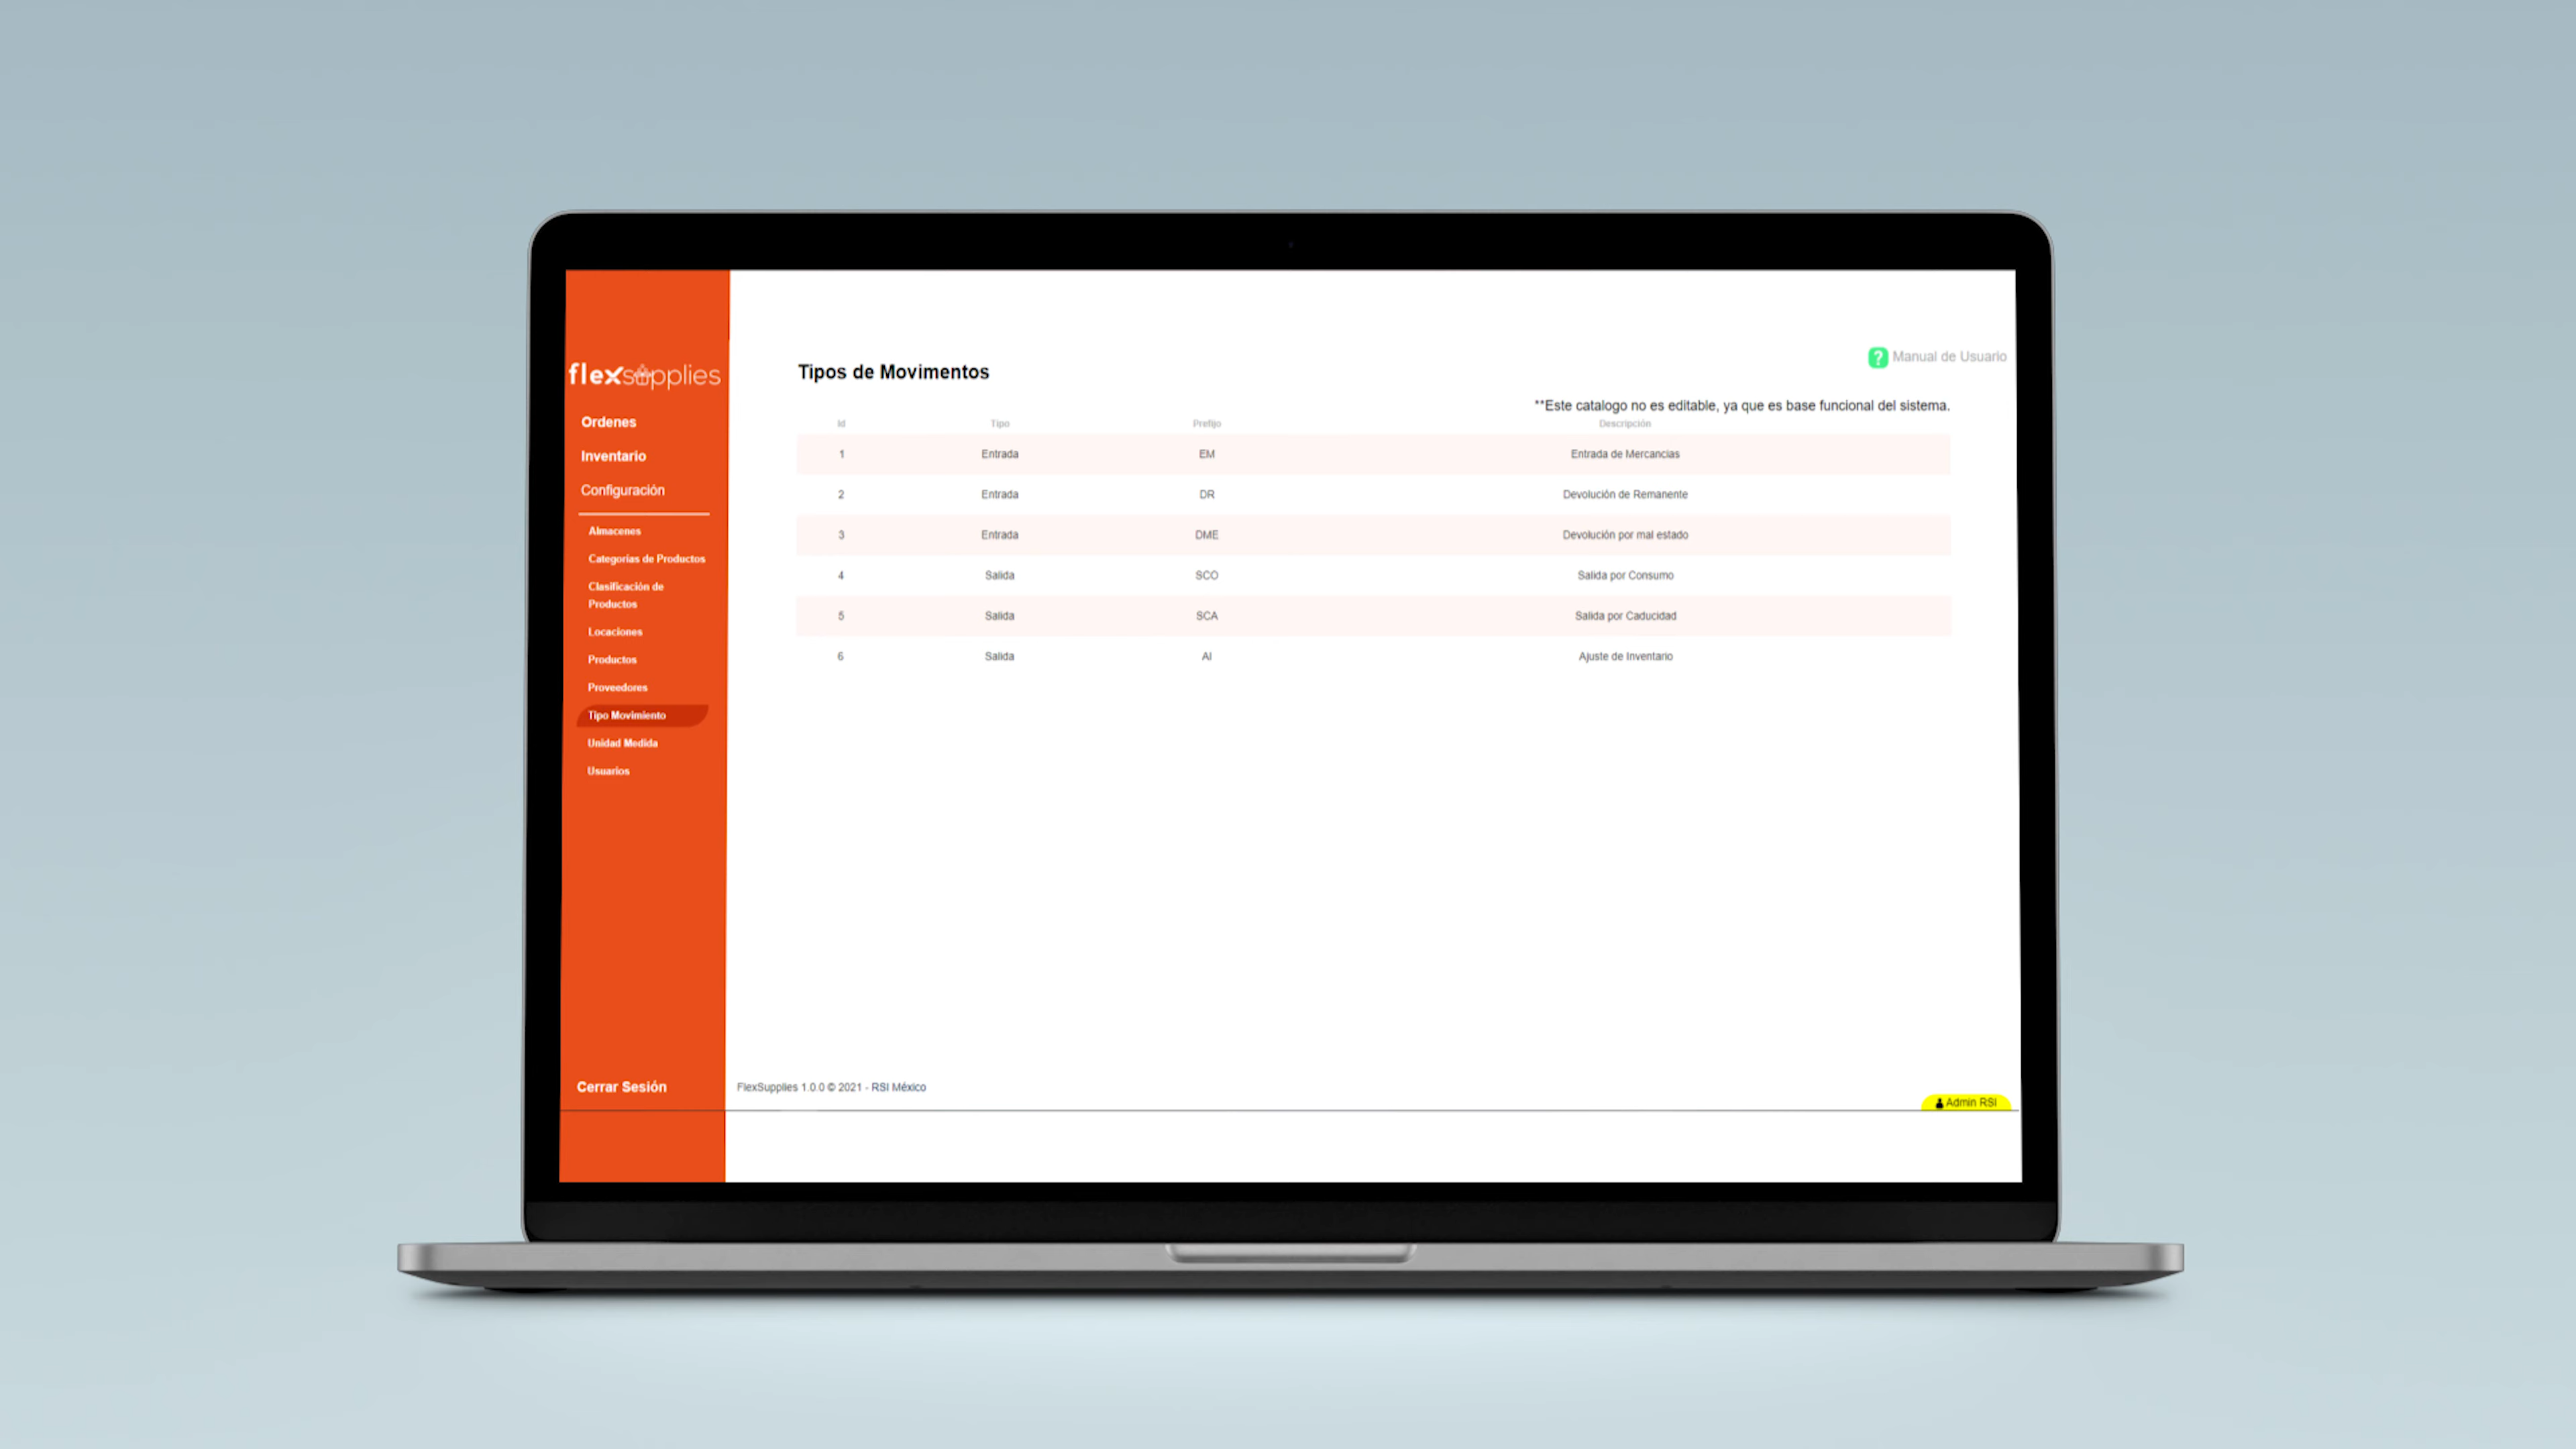 flexsupplies
Ordenes
Inventario
Configuración
Almacenes
Categorías de Productos
Clasificación de
Productos
Locaciones
Productos
Proveedores
Tipo Movimiento
Unidad Medida
Usuarios
Cerrar Sesión
Manual de Usuario
Tipos de Movimentos
**Este catalogo no es editable, ya que es base funcional del sistema.
Id Tipo Prefijo Descripción
1 Entrada EM Entrada de Mercancias
2 Entrada DR Devolución de Remanente
3 Entrada DME Devolución por mal estado
4 Salida SCO Salida por Consumo
5 Salida SCA Salida por Caducidad
6 Salida AI Ajuste de Inventario
FlexSupplies 1.0.0 © 2021 - RSI México
Admin RSI